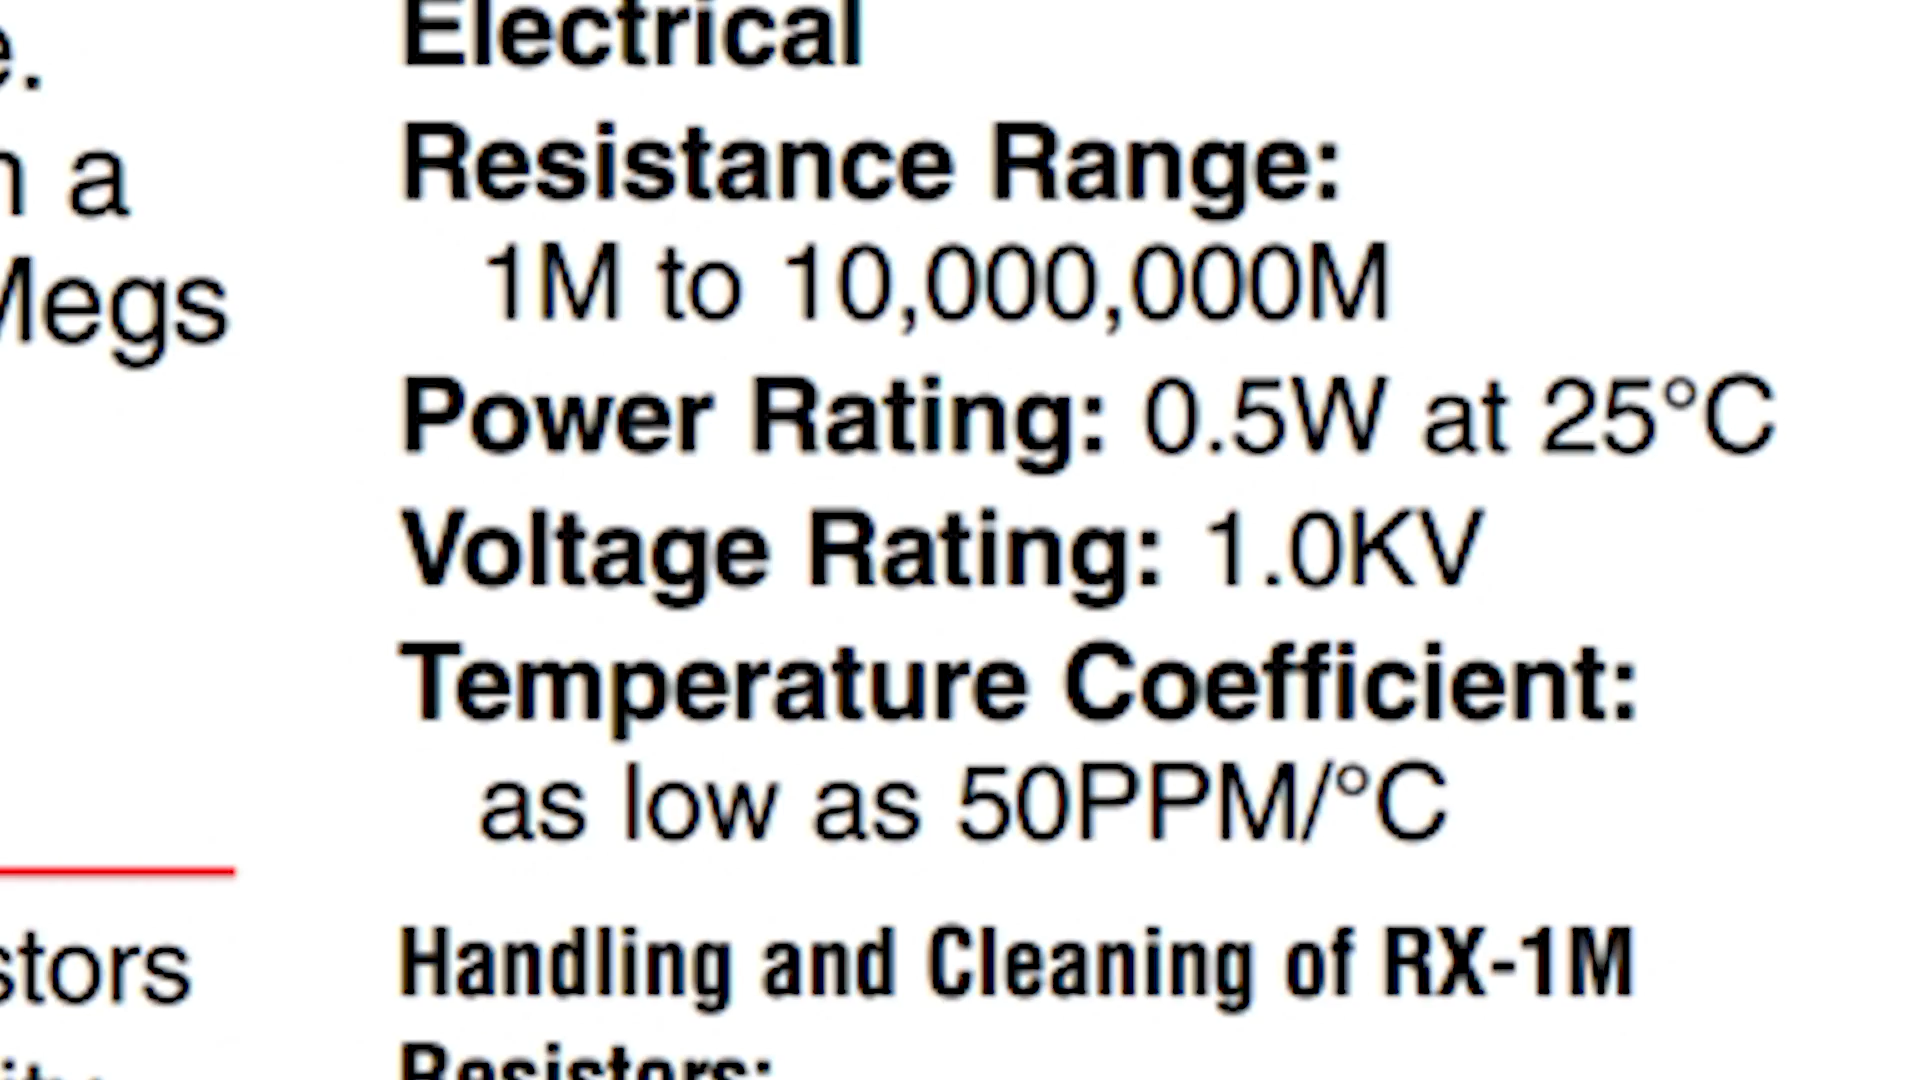 e.
n a
Megs
stors
Electrical
Resistance Range:
1M to 10,000,000M
Power Rating: 0.5W at 25°C
Voltage Rating: 1.0KV
Temperature Coefficient:
as low as 50PPM/°C
Handling and Cleaning of RX-1M
Resistors: